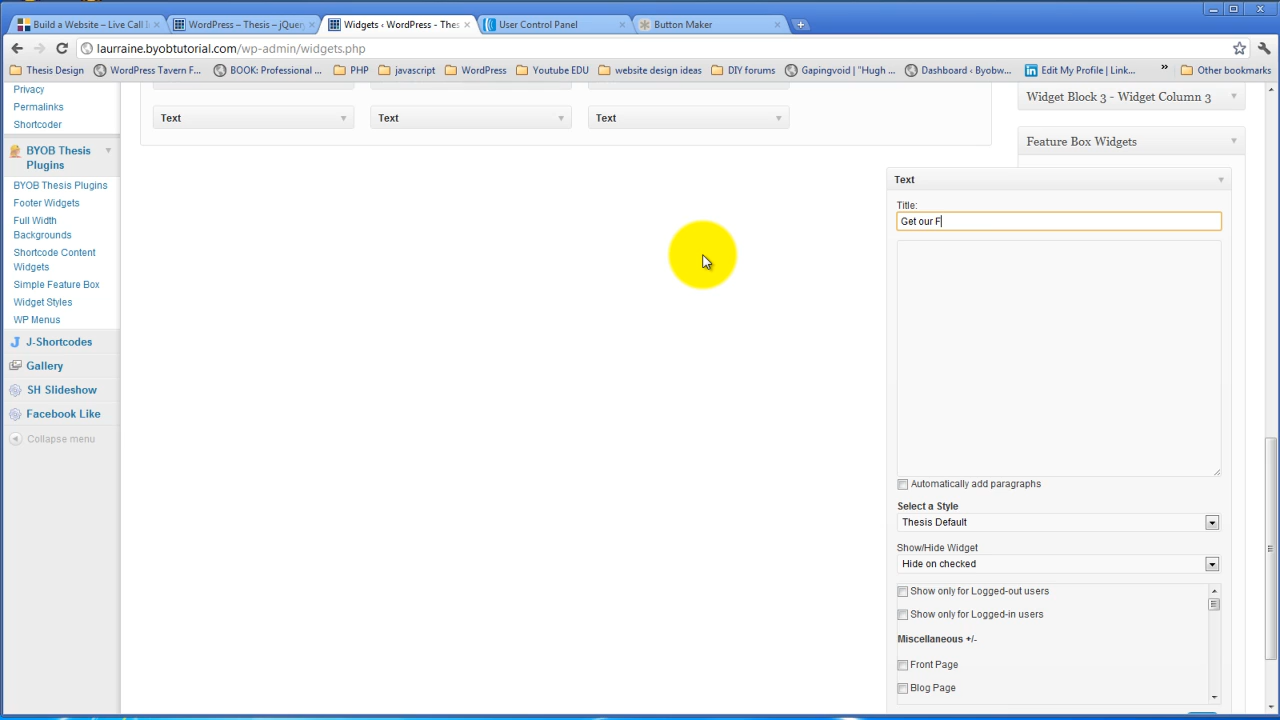 Build a Website – Live Call I
WordPress – Thesis – jQuery
Widgets ‹ WordPress - Thes
User Control Panel
Button Maker
laurraine.byobtutorial.com/wp-admin/widgets.php
Thesis Design
WordPress Tavern F...
BOOK: Professional ...
PHP
javascript
WordPress
Youtube EDU
website design ideas
DIY forums
Gapingvoid | "Hugh ...
Dashboard ‹ Byobw...
Edit My Profile | Link...
»
Other bookmarks
Privacy
Permalinks
Shortcoder
BYOB Thesis
Plugins
BYOB Thesis Plugins
Footer Widgets
Full Width
Backgrounds
Shortcode Content
Widgets
Simple Feature Box
Widget Styles
WP Menus
J-Shortcodes
Gallery
SH Slideshow
Facebook Like
Collapse menu
Text
Text
Text
Widget Block 3 - Widget Column 3
Feature Box Widgets
Text
Title:
Get our F
Automatically add paragraphs
Select a Style
Thesis Default
Show/Hide Widget
Hide on checked
Show only for Logged-out users
Show only for Logged-in users
Miscellaneous +/-
Front Page
Blog Page